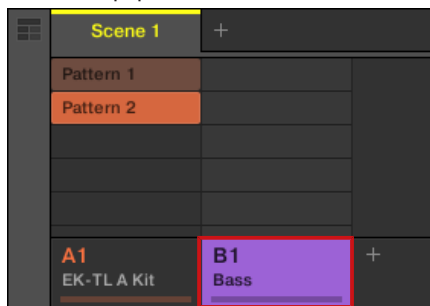 Scene 1 +
Pattern 1
Pattern 2
A1 B1 +
EK-TL A Kit Bass